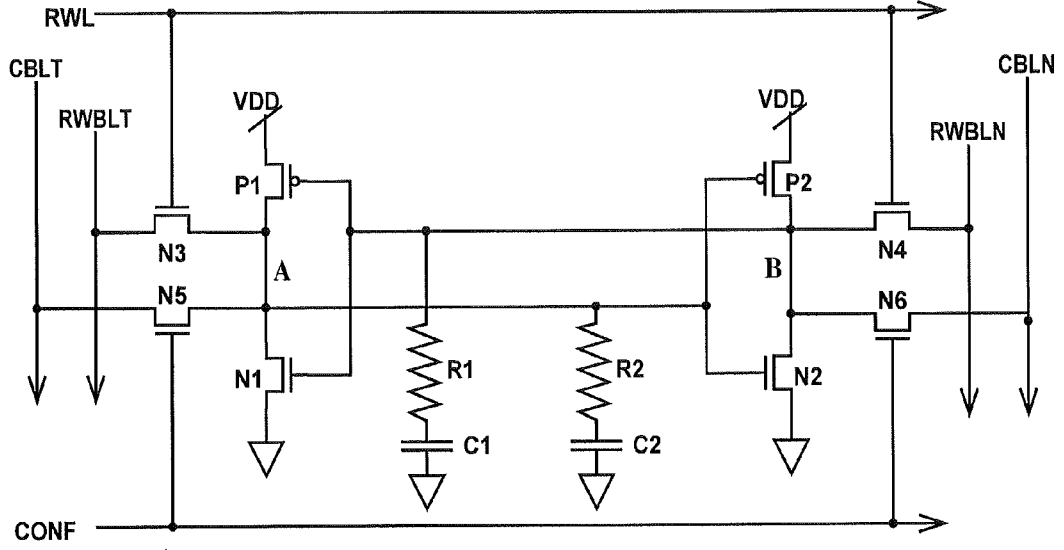 RWL
CBLT
CBLN
VDD
VDD
RWBLT
RWBLN
P1
P2
N3
N4
A
B
N5
N6
N1
R1
R2
N2
C1
C2
CONF